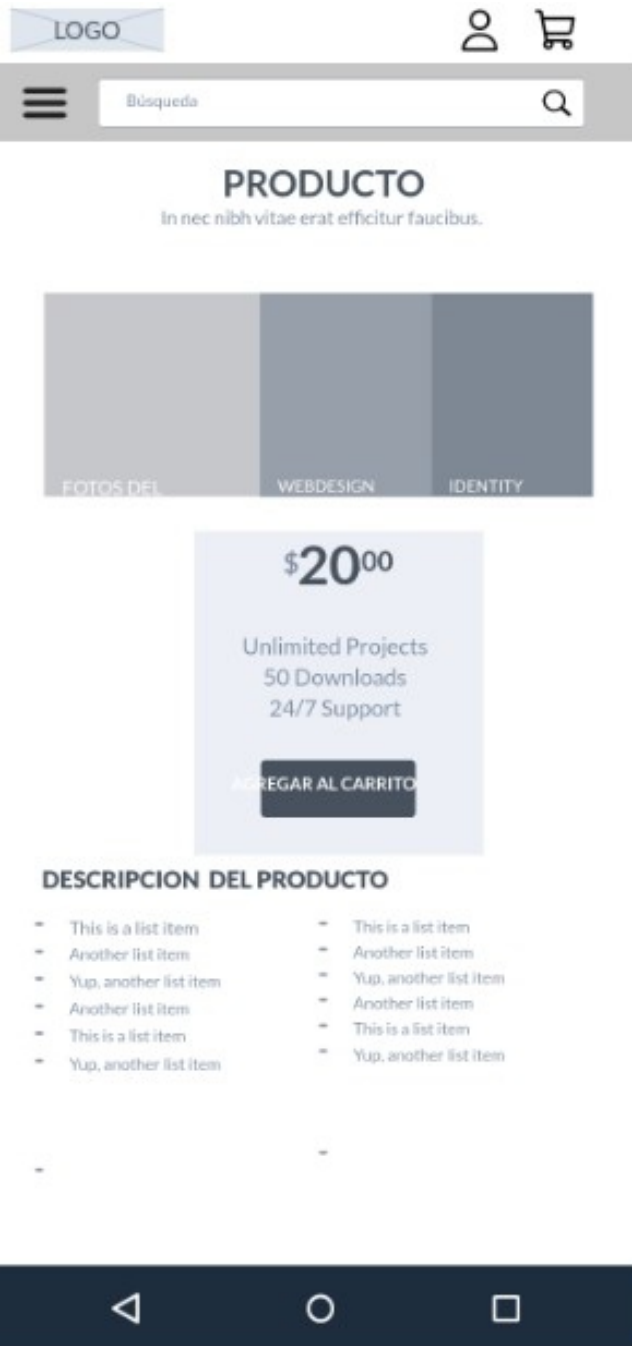 LOGO
Búsqueda
PRODUCTO
In nec nibh vitae erat efficitur faucibus.
FOTOS DEL
WEBDESIGN
IDENTITY
$2000
Unlimited Projects
50 Downloads
24/7 Support
AGREGAR AL CARRITO
DESCRIPCION DEL PRODUCTO
- This is a list item
- Another list item
- Yup, another list item
- Another list item
- This is a list item
- Yup, another list item
-
- This is a list item
- Another list item
- Yup, another list item
- Another list item
- This is a list item
- Yup, another list item
-